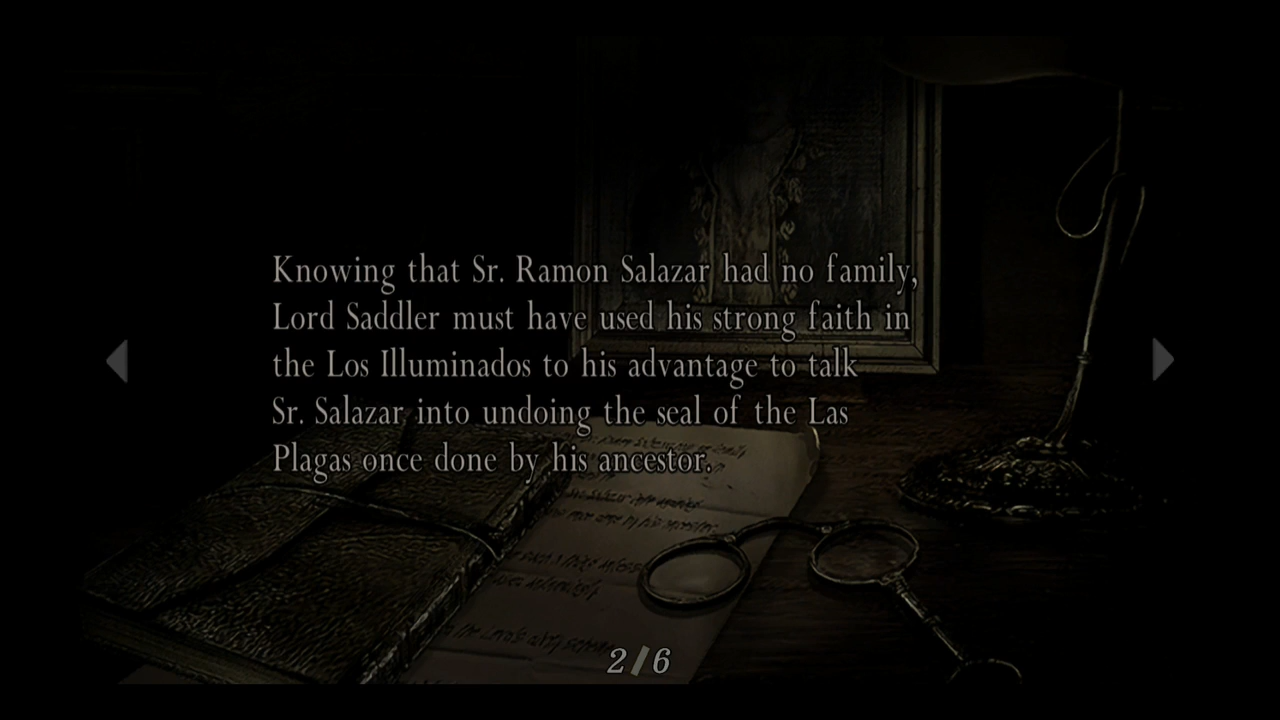 Knowing that Sr. Ramon Salazar had no family,
Lord Saddler must have used his strong faith in
the Los Illuminados to his advantage to talk
Sr. Salazar into undoing the seal of the Las
Plagas once done by his ancestor.
2/6